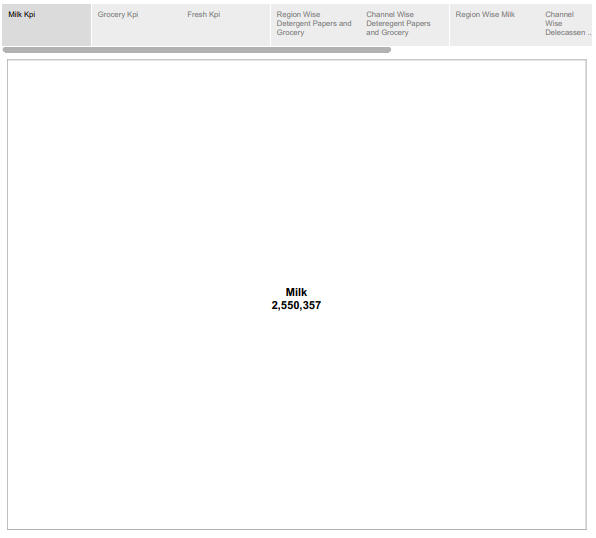 Milk Kpi
Grocery Kpi
Fresh Kpi
Region Wise
Detergent Papers and
Grocery
Channel Wise
Deteregent Papers
and Grocery
Region Wise Milk
Channel
Wise
Delecassen ..
Milk
2,550,357